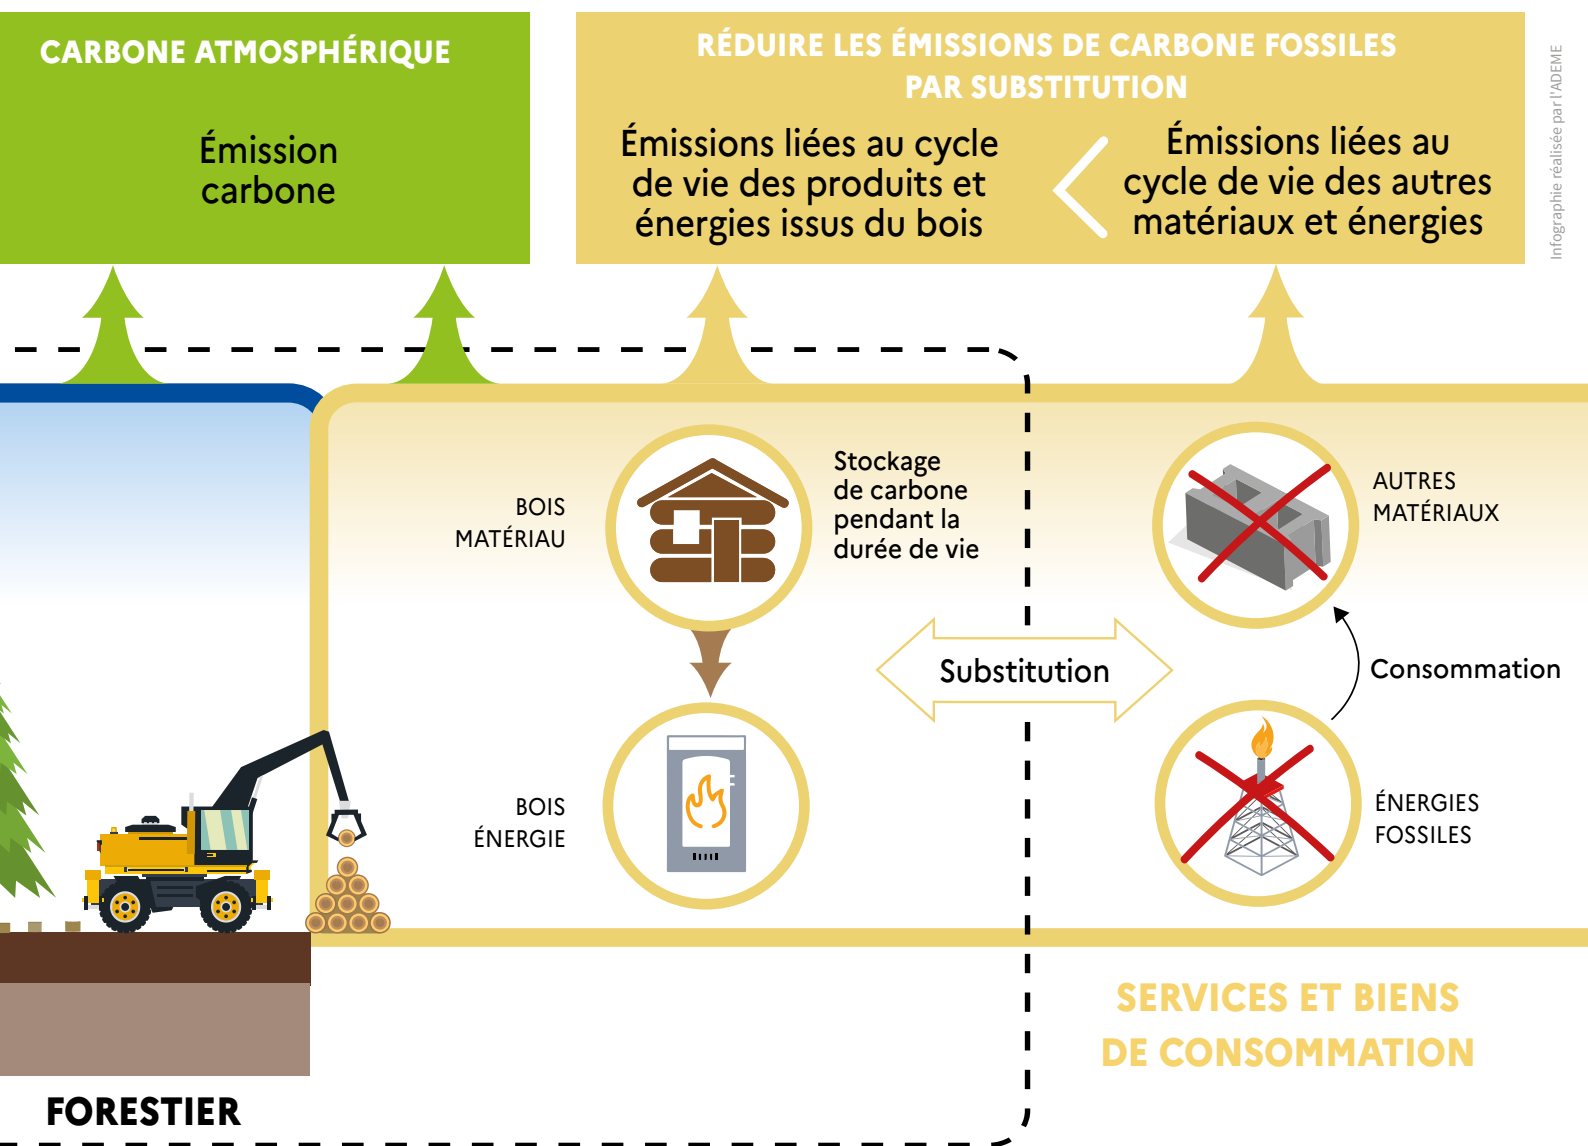 CARBONE ATMOSPHÉRIQUE
Émission
carbone
RÉDUIRE LES ÉMISSIONS DE CARBONE FOSSILES
PAR SUBSTITUTION
Émissions liées au cycle
de vie des produits et
énergies issus du bois
Émissions liées au
cycle de vie des autres
matériaux et énergies
Infographie réalisée par l'ADEME
BOIS
MATÉRIAU
Stockage
de carbone
pendant la
durée de vie
AUTRES
MATÉRIAUX
Substitution
Consommation
BOIS
ÉNERGIE
ÉNERGIES
FOSSILES
SERVICES ET BIENS
DE CONSOMMATION
FORESTIER